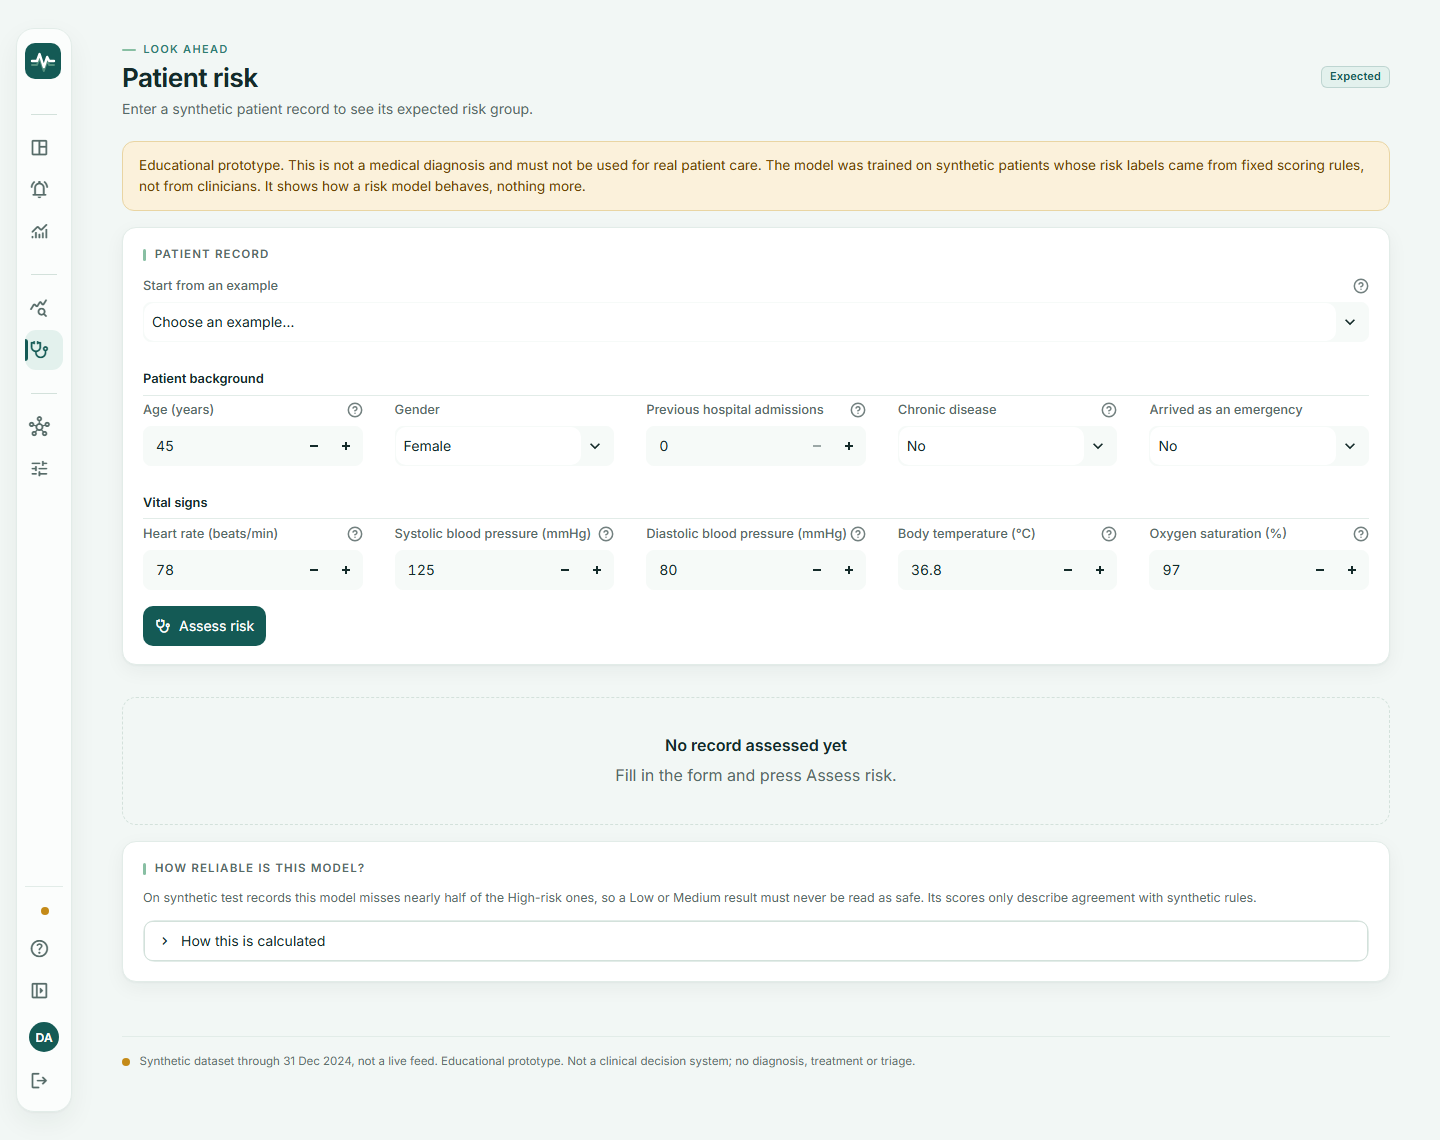 LOOK AHEAD
Patient risk
Expected
Enter a synthetic patient record to see its expected risk group.
Educational prototype. This is not a medical diagnosis and must not be used for real patient care. The model was trained on synthetic patients whose risk labels came from fixed scoring rules,
not from clinicians. It shows how a risk model behaves, nothing more.
PATIENT RECORD
Start from an example
Choose an example...
Patient background
Age (years) Gender Previous hospital admissions Chronic disease Arrived as an emergency
45 Female 0 No No
Vital signs
Heart rate (beats/min) Systolic blood pressure (mmHg) Diastolic blood pressure (mmHg) Body temperature (°C) Oxygen saturation (%)
78 125 80 36.8 97
Assess risk
No record assessed yet
Fill in the form and press Assess risk.
HOW RELIABLE IS THIS MODEL?
On synthetic test records this model misses nearly half of the High-risk ones, so a Low or Medium result must never be read as safe. Its scores only describe agreement with synthetic rules.
How this is calculated
DA
Synthetic dataset through 31 Dec 2024, not a live feed. Educational prototype. Not a clinical decision system; no diagnosis, treatment or triage.